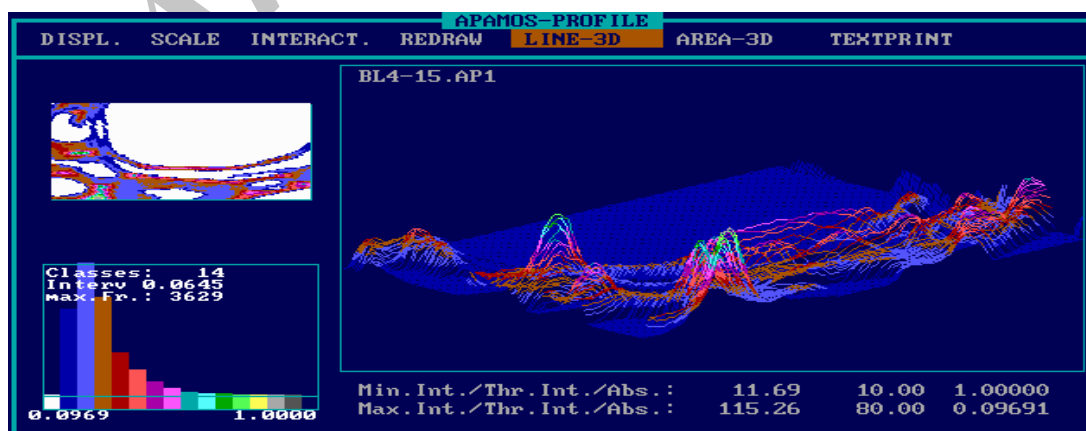 APAMOS-PROFILE
DISPL. SCALE INTERACT. REDRAW LINE-3D AREA-3D TEXTPRINT
BL4-15.AP1
Classes: 14
Interv 0.0645
max.Fr.: 3629
0.0969 1.0000
Min.Int./Thr.Int./Abs.: 11.69 10.00 1.00000
Max.Int./Thr.Int./Abs.: 115.26 80.00 0.09691